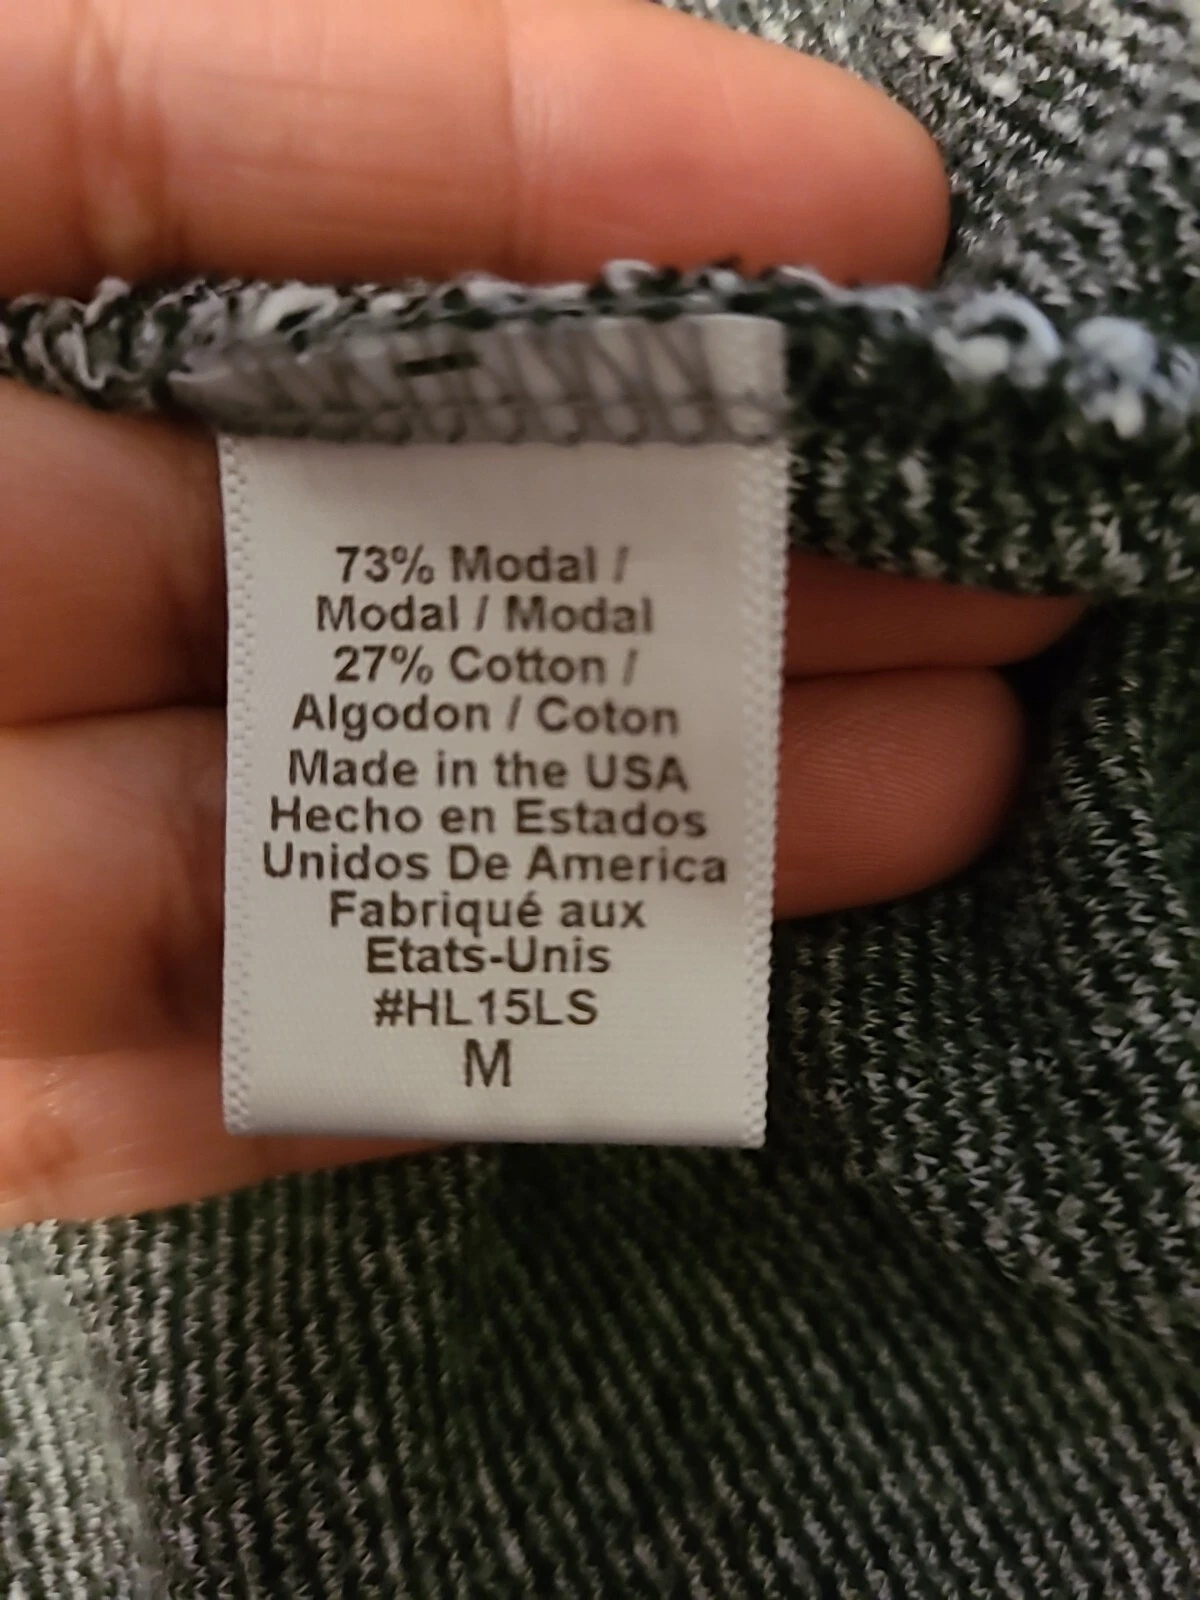 73% Modal /
Modal / Modal
27% Cotton /
Algodon / Coton
Made in the USA
Hecho en Estados
Unidos De America
Fabriqué aux
Etats-Unis
#HL15LS
M